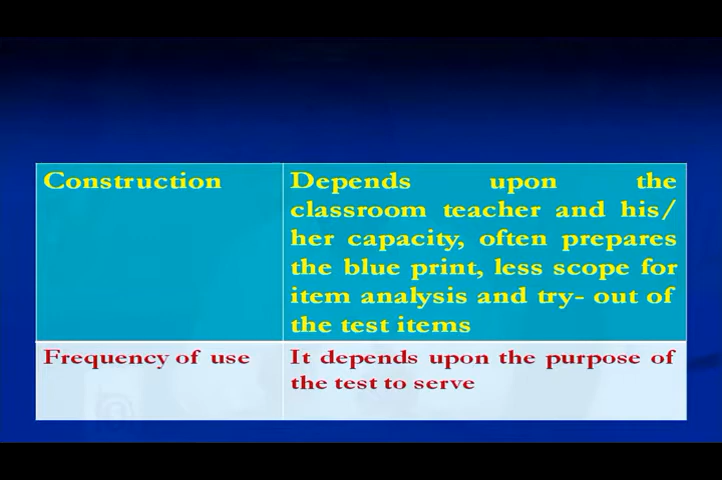 Construction
Depends upon the
classroom teacher and his/
her capacity, often prepares
the blue print, less scope for
item analysis and try- out of
the test items
Frequency of use
It depends upon the purpose of
the test to serve